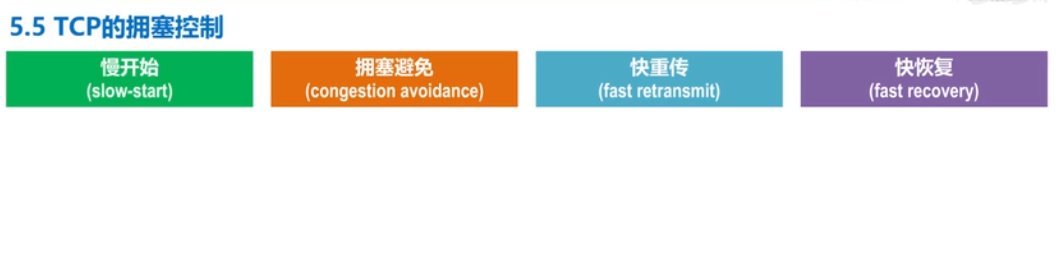 5.5 TCP的拥塞控制
慢开始
(slow-start)
拥塞避免
(congestion avoidance)
快重传
(fast retransmit)
快恢复
(fast recovery)